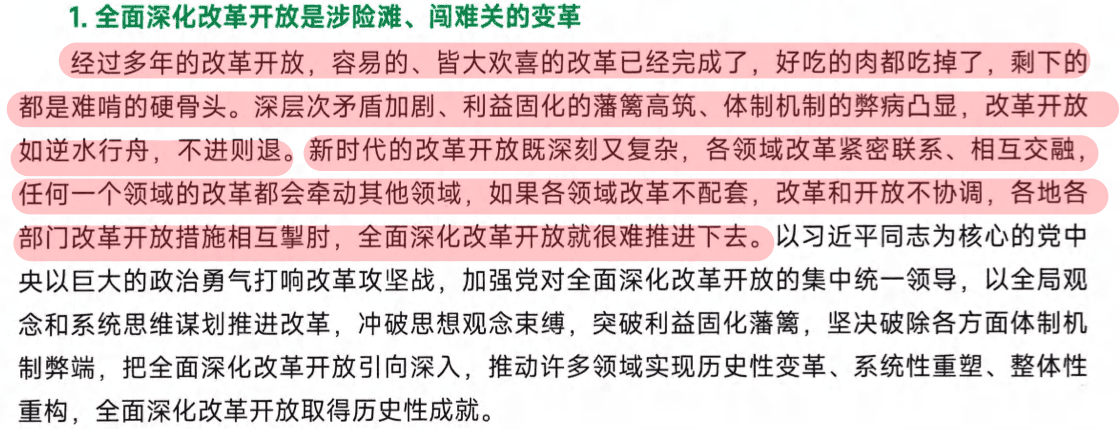 1. 全面深化改革开放是涉险滩、闯难关的变革
经过多年的改革开放，容易的、皆大欢喜的改革已经完成了，好吃的肉都吃掉了，剩下的
都是难啃的硬骨头。深层次矛盾加剧、利益固化的藩篱高筑、体制机制的弊病凸显，改革开放
如逆水行舟，不进则退。新时代的改革开放既深刻又复杂，各领域改革紧密联系、相互交融，
任何一个领域的改革都会牵动其他领域，如果各领域改革不配套，改革和开放不协调，各地各
部门改革开放措施相互掣肘，全面深化改革开放就很难推进下去。以习近平同志为核心的党中
央以巨大的政治勇气打响改革攻坚战，加强党对全面深化改革开放的集中统一领导，以全局观
念和系统思维谋划推进改革，冲破思想观念束缚，突破利益固化藩篱，坚决破除各方面体制机
制弊端，把全面深化改革开放引向深入，推动许多领域实现历史性变革、系统性重塑、整体性
重构，全面深化改革开放取得历史性成就。